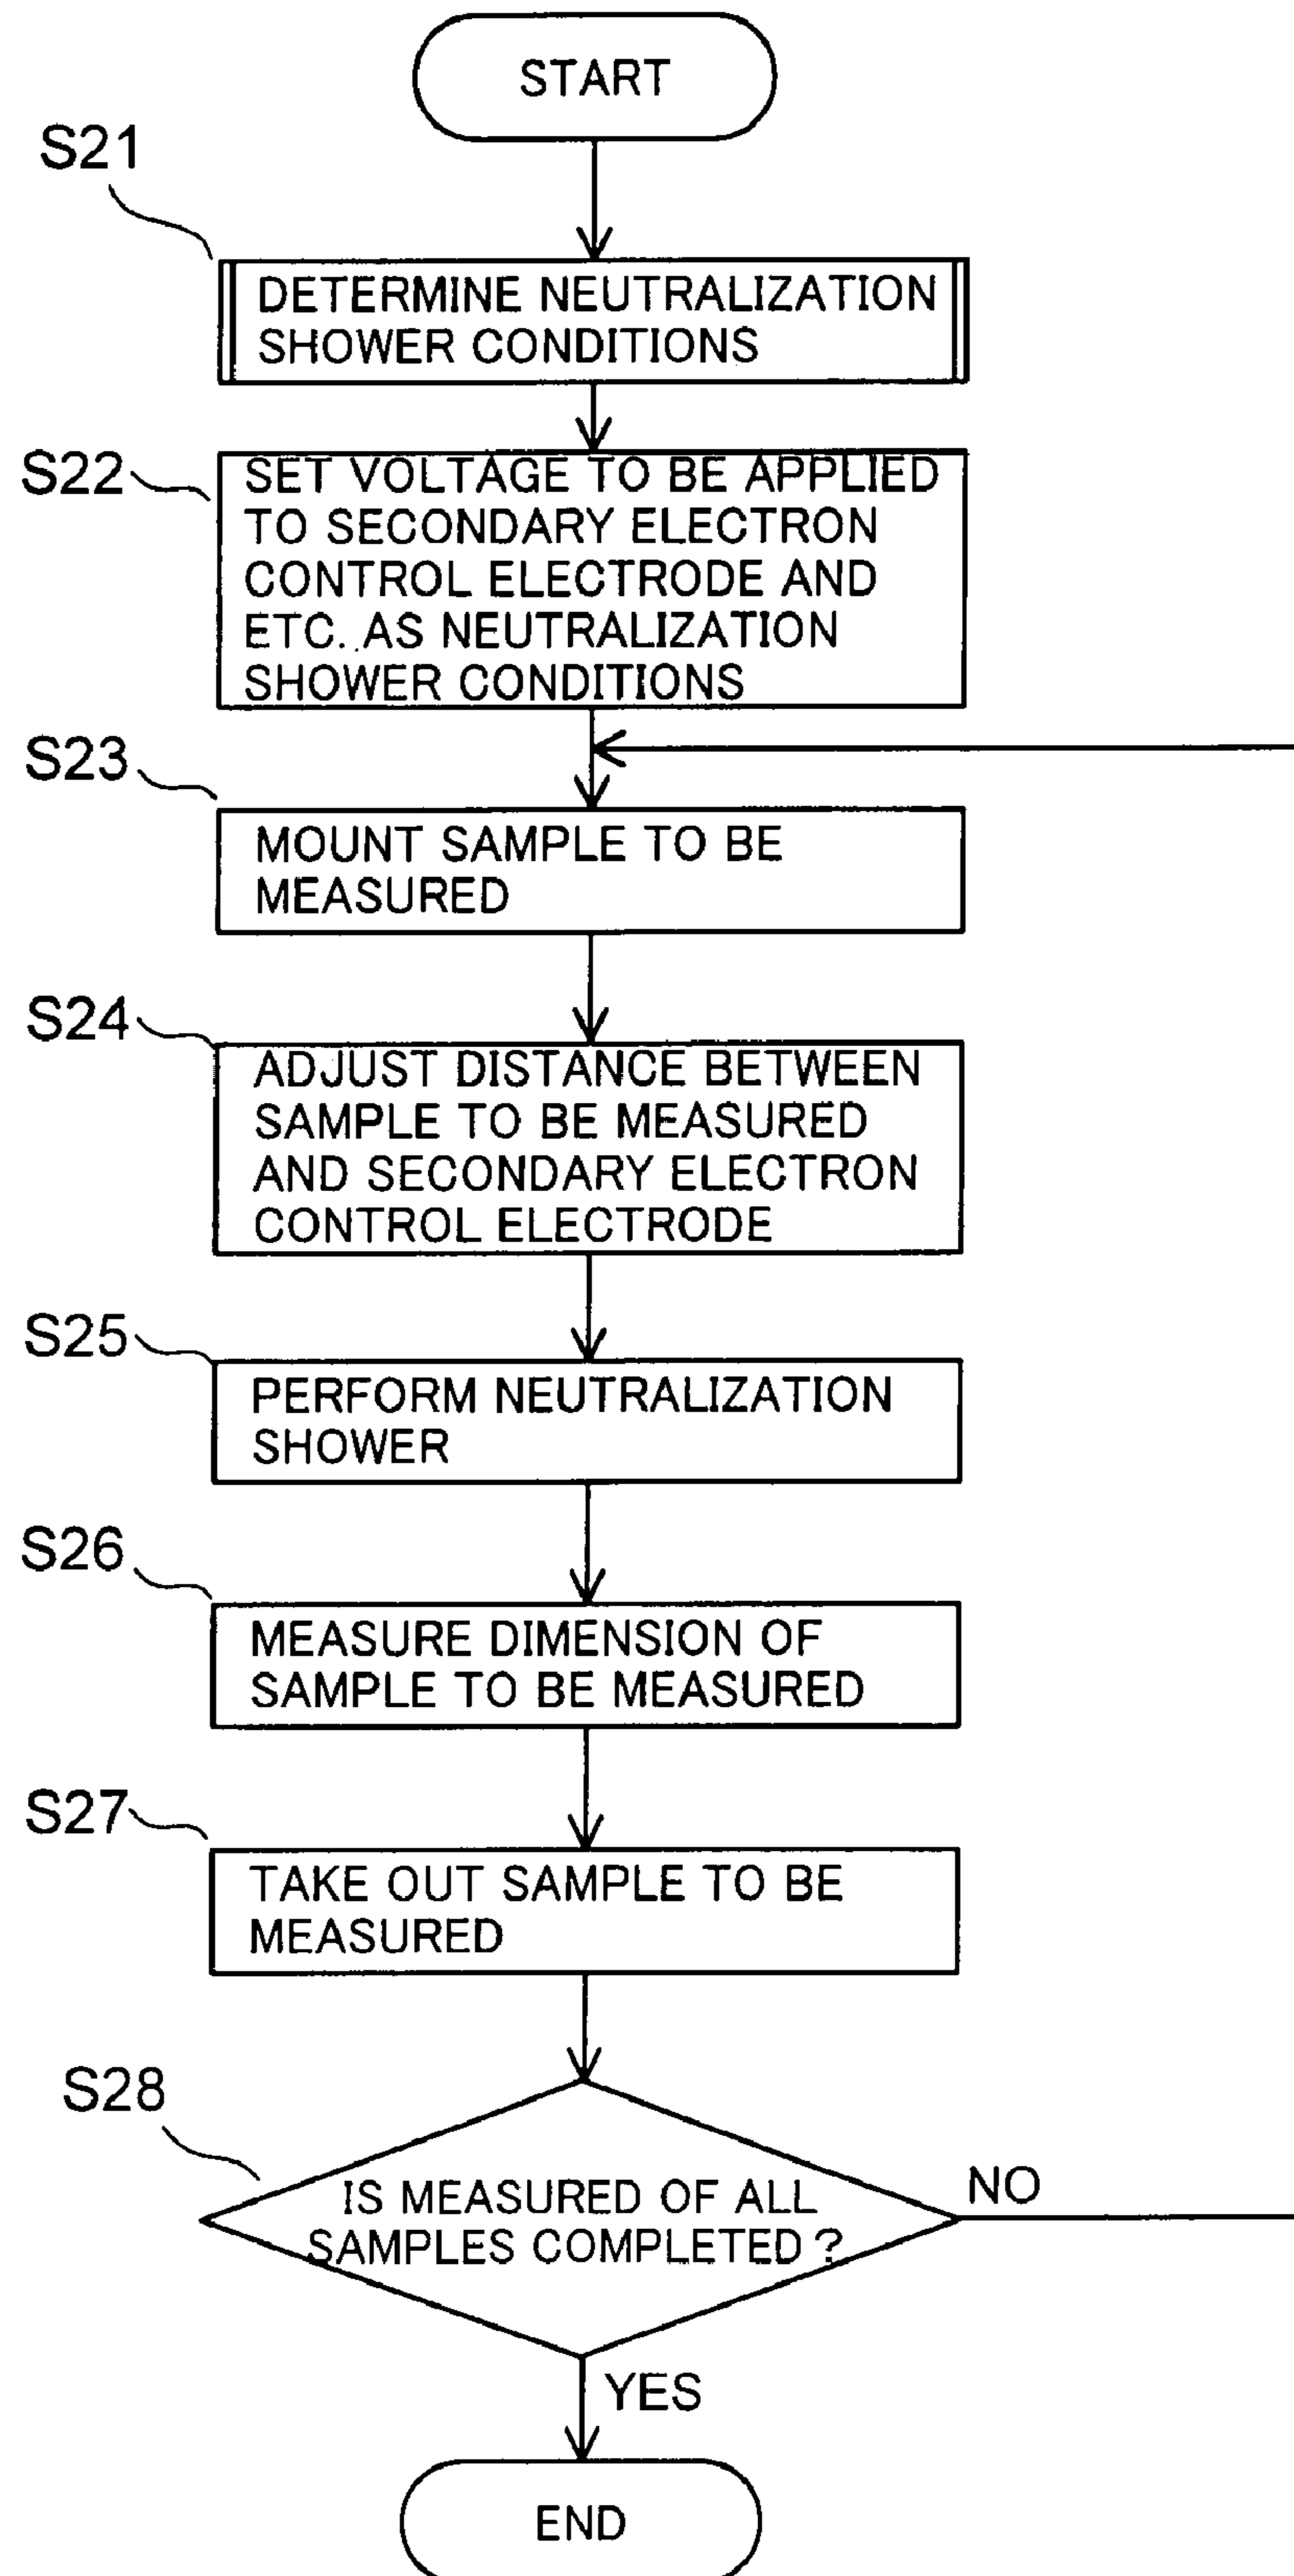 START
S21
DETERMINE NEUTRALIZATION
SHOWER CONDITIONS
S22
SET VOLTAGE TO BE APPLIED
TO SECONDARY ELECTRON
CONTROL ELECTRODE AND
ETC. AS NEUTRALIZATION
SHOWER CONDITIONS
S23
MOUNT SAMPLE TO BE
MEASURED
S24
ADJUST DISTANCE BETWEEN
SAMPLE TO BE MEASURED
AND SECONDARY ELECTRON
CONTROL ELECTRODE
S25
PERFORM NEUTRALIZATION
SHOWER
S26
MEASURE DIMENSION OF
SAMPLE TO BE MEASURED
S27
TAKE OUT SAMPLE TO BE
MEASURED
S28
IS MEASURED OF ALL
SAMPLES COMPLETED ?
NO
YES
END